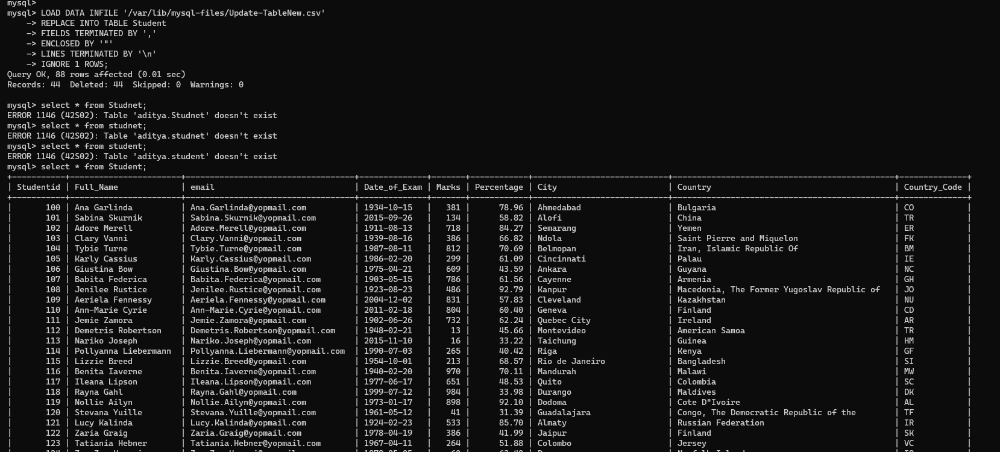 mysql>
mysql> LOAD DATA INFILE '/var/lib/mysql-files/Update-TableNew.csv'
    -> REPLACE INTO TABLE Student
    -> FIELDS TERMINATED BY ','
    -> ENCLOSED BY '"'
    -> LINES TERMINATED BY '\n'
    -> IGNORE 1 ROWS;
Query OK, 88 rows affected (0.01 sec)
Records: 44  Deleted: 44  Skipped: 0  Warnings: 0
mysql> select * from Studnet;
ERROR 1146 (42S02): Table 'aditya.Studnet' doesn't exist
mysql> select * from studnet;
ERROR 1146 (42S02): Table 'aditya.studnet' doesn't exist
mysql> select * from student;
ERROR 1146 (42S02): Table 'aditya.student' doesn't exist
mysql> select * from Student;
| Studentid | Full_Name | email | Date_of_Exam | Marks | Percentage | City | Country | Country_Code |
| 100 | Ana Garlinda | Ana.Garlinda@yopmail.com | 1934-10-15 | 381 | 78.96 | Ahmedabad | Bulgaria | CO |
| 101 | Sabina Skurnik | Sabina.Skurnik@yopmail.com | 2015-09-26 | 134 | 58.82 | Alofi | China | TR |
| 102 | Adore Merell | Adore.Merell@yopmail.com | 1911-08-13 | 718 | 84.27 | Semarang | Yemen | ER |
| 103 | Clary Vanni | Clary.Vanni@yopmail.com | 1939-08-16 | 386 | 66.82 | Ndola | Saint Pierre and Miquelon | FK |
| 104 | Tybie Turne | Tybie.Turne@yopmail.com | 1987-08-11 | 812 | 70.69 | Belmopan | Iran, Islamic Republic Of | BM |
| 105 | Karly Cassius | Karly.Cassius@yopmail.com | 1986-02-20 | 299 | 61.09 | Cincinnati | Palau | IE |
| 106 | Giustina Bow | Giustina.Bow@yopmail.com | 1975-04-21 | 609 | 43.59 | Ankara | Guyana | NC |
| 107 | Babita Federica | Babita.Federica@yopmail.com | 1903-05-15 | 786 | 61.56 | Cayenne | Armenia | GH |
| 108 | Jenilee Rustice | Jenilee.Rustice@yopmail.com | 1923-08-23 | 486 | 92.79 | Kanpur | Macedonia, The Former Yugoslav Republic of | JO |
| 109 | Aeriela Fennessy | Aeriela.Fennessy@yopmail.com | 2004-12-02 | 831 | 57.83 | Cleveland | Kazakhstan | NU |
| 110 | Ann-Marie Cyrie | Ann-Marie.Cyrie@yopmail.com | 2011-02-18 | 804 | 60.40 | Geneva | Finland | CD |
| 111 | Jemie Zamora | Jemie.Zamora@yopmail.com | 1902-06-26 | 732 | 62.24 | Quebec City | Ireland | AR |
| 112 | Demetris Robertson | Demetris.Robertson@yopmail.com | 1948-02-21 | 13 | 45.66 | Montevideo | American Samoa | TR |
| 113 | Nariko Joseph | Nariko.Joseph@yopmail.com | 2015-11-10 | 16 | 33.22 | Taichung | Guinea | HM |
| 114 | Pollyanna Liebermann | Pollyanna.Liebermann@yopmail.com | 1990-07-03 | 265 | 40.42 | Riga | Kenya | GF |
| 115 | Lizzie Breed | Lizzie.Breed@yopmail.com | 1954-10-01 | 213 | 68.57 | Rio de Janeiro | Bangladesh | SI |
| 116 | Benita Iaverne | Benita.Iaverne@yopmail.com | 1940-02-20 | 970 | 70.11 | Mandurah | Malawi | MW |
| 117 | Ileana Lipson | Ileana.Lipson@yopmail.com | 1977-06-17 | 651 | 48.53 | Quito | Colombia | SC |
| 118 | Rayna Gahl | Rayna.Gahl@yopmail.com | 1999-07-12 | 984 | 33.98 | Durango | Maldives | DK |
| 119 | Nollie Ailyn | Nollie.Ailyn@yopmail.com | 1973-01-17 | 898 | 92.10 | Dodoma | Cote D"Ivoire | AL |
| 120 | Stevana Yuille | Stevana.Yuille@yopmail.com | 1961-05-12 | 41 | 31.39 | Guadalajara | Congo, The Democratic Republic of the | TF |
| 121 | Lucy Kalinda | Lucy.Kalinda@yopmail.com | 1924-02-23 | 533 | 85.70 | Almaty | Russian Federation | IR |
| 122 | Zaria Graig | Zaria.Graig@yopmail.com | 1978-04-19 | 386 | 41.99 | Jaipur | Finland | SK |
| 123 | Tatiania Hebner | Tatiania.Hebner@yopmail.com | 1967-04-11 | 264 | 51.88 | Colombo | Jersey | VC |